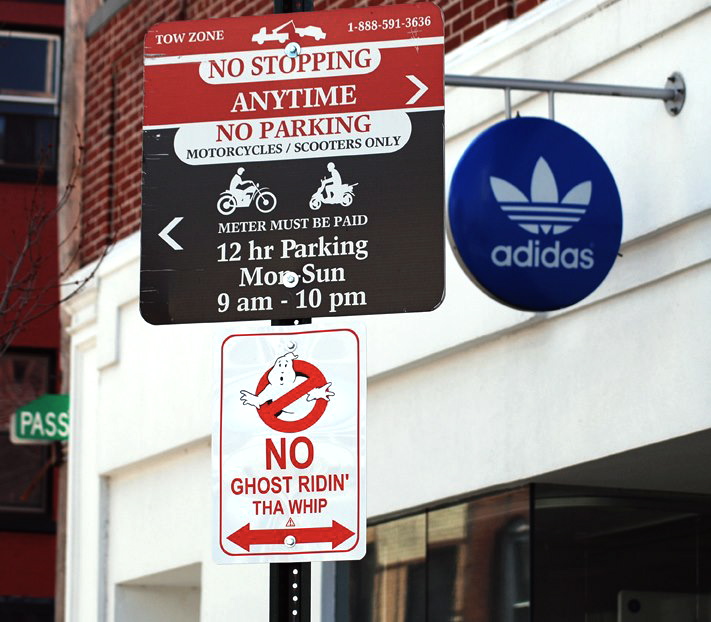 TOW ZONE 1-888-591-3636
NO STOPPING
ANYTIME
NO PARKING
MOTORCYCLES / SCOOTERS ONLY
METER MUST BE PAID
12 hr Parking
Mon-Sun
9 am - 10 pm
adidas
PASS
NO
GHOST RIDIN'
THA WHIP